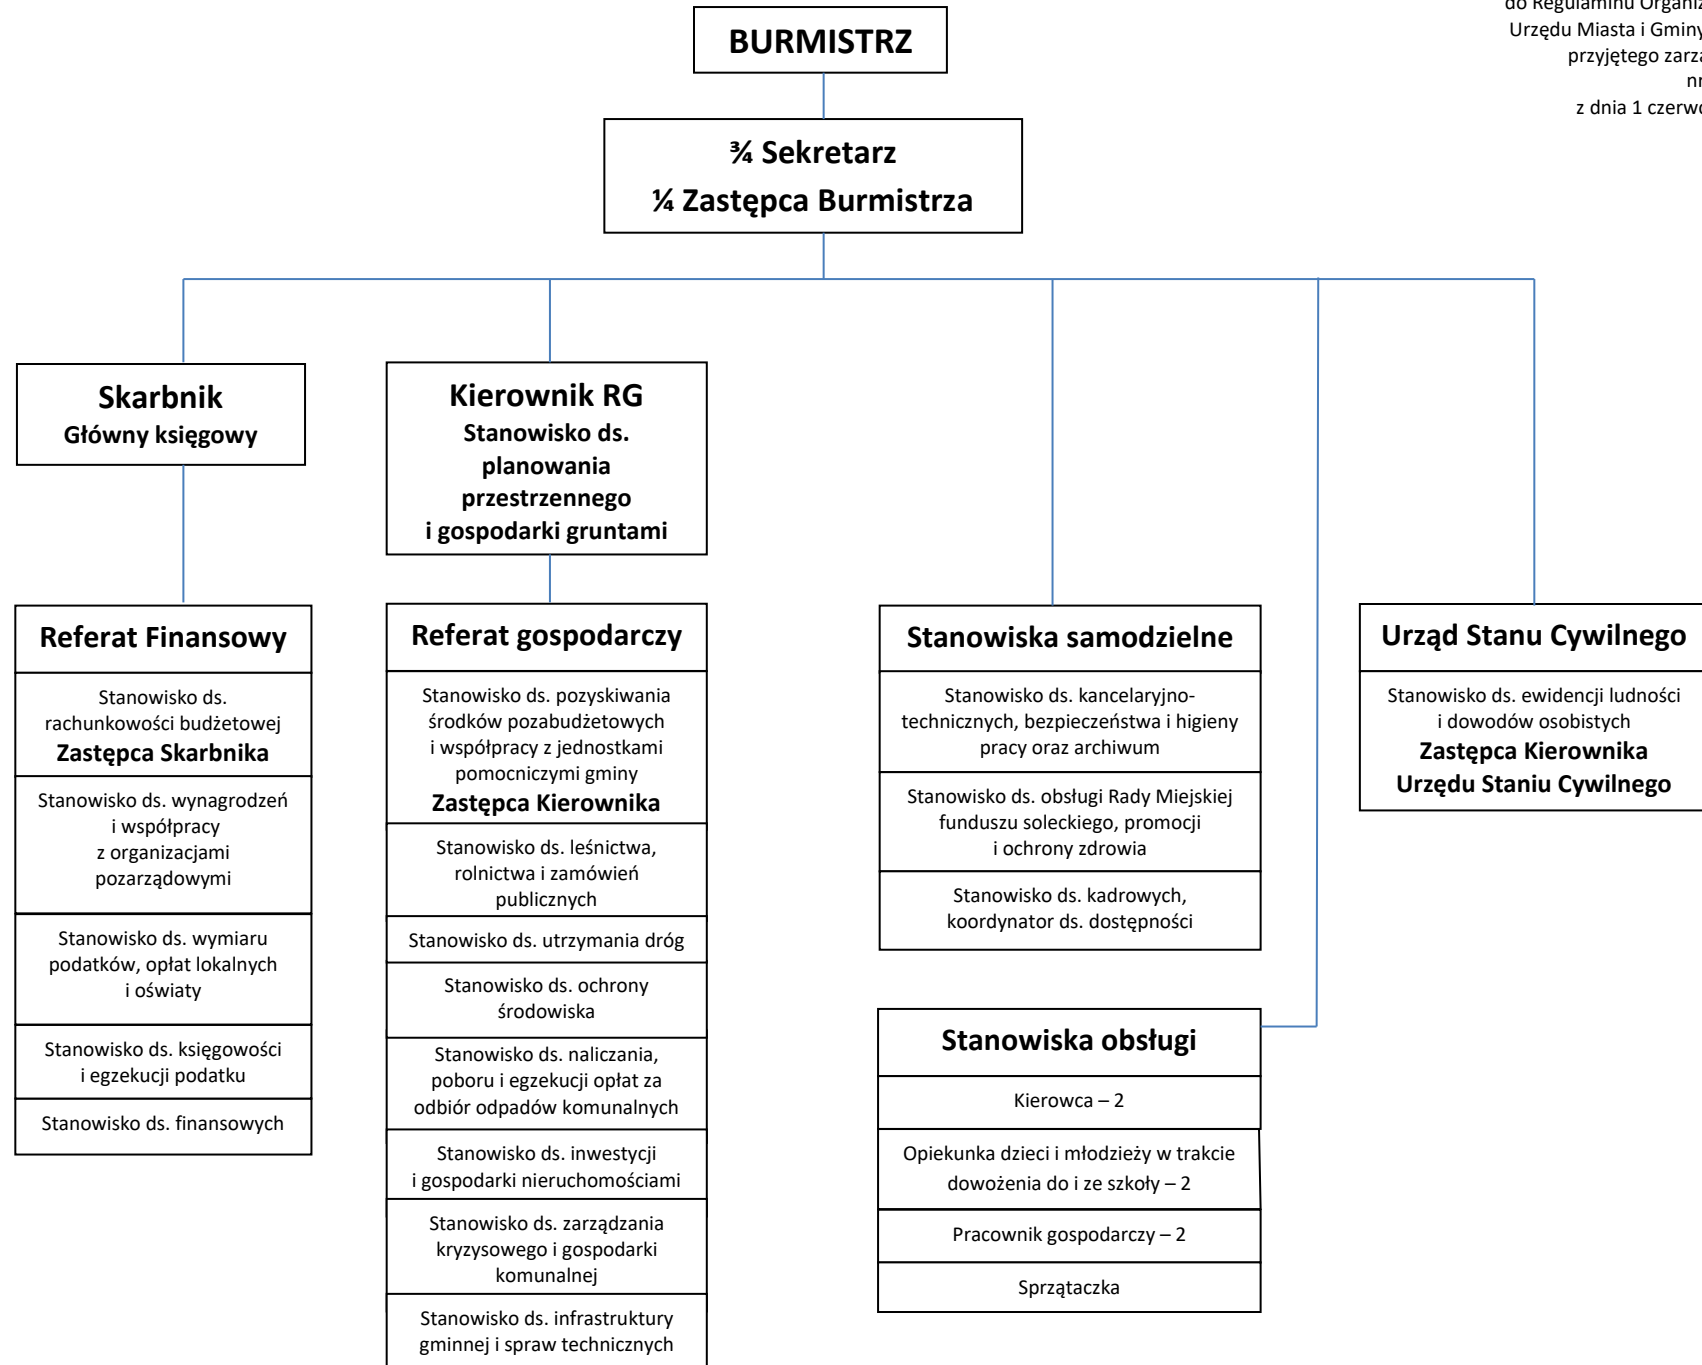 do Regulaminu
Urzędu Miasta i Gminy
przyjętego
z dnia 1
BURMISTRZ
¾ Sekretarz
¼ Zastępca Burmistrza
Skarbnik
Główny księgowy
Kierownik RG
Stanowisko ds.
planowania
przestrzennego
i gospodarki gruntami
Referat Finansowy
Stanowisko ds.
rachunkowości budżetowej
Zastępca Skarbnika
Stanowisko ds. wynagrodzeń
i współpracy
z organizacjami
pozarządowymi
Stanowisko ds. wymiaru
podatków, opłat lokalnych
i oświaty
Stanowisko ds. księgowości
i egzekucji podatku
Stanowisko ds. finansowych
Referat gospodarczy
Stanowisko ds. pozyskiwania
środków pozabudżetowych
i współpracy z jednostkami
pomocniczymi gminy
Zastępca Kierownika
Stanowisko ds. leśnictwa,
rolnictwa i zamówień
publicznych
Stanowisko ds. utrzymania dróg
Stanowisko ds. ochrony
środowiska
Stanowisko ds. naliczania,
poboru i egzekucji opłat za
odbiór odpadów komunalnych
Stanowisko ds. inwestycji
i gospodarki nieruchomościami
Stanowisko ds. zarządzania
kryzysowego i gospodarki
komunalnej
Stanowisko ds. infrastruktury
gminnej i spraw technicznych
Stanowiska samodzielne
Stanowisko ds. kancelaryjno-
technicznych, bezpieczeństwa i higieny
pracy oraz archiwum
Stanowisko ds. obsługi Rady Miejskiej
funduszu soleckiego, promocji
i ochrony zdrowia
Stanowisko ds. kadrowych,
koordynator ds. dostępności
Stanowiska obsługi
Kierowca – 2
Opiekunka dzieci i młodzieży w trakcie
dowożenia do i ze szkoły – 2
Pracownik gospodarczy – 2
Sprzątaczka
Urząd Stanu Cywilnego
Stanowisko ds. ewidencji ludności
i dowodów osobistych
Zastępca Kierownika
Urzędu Staniu Cywilnego